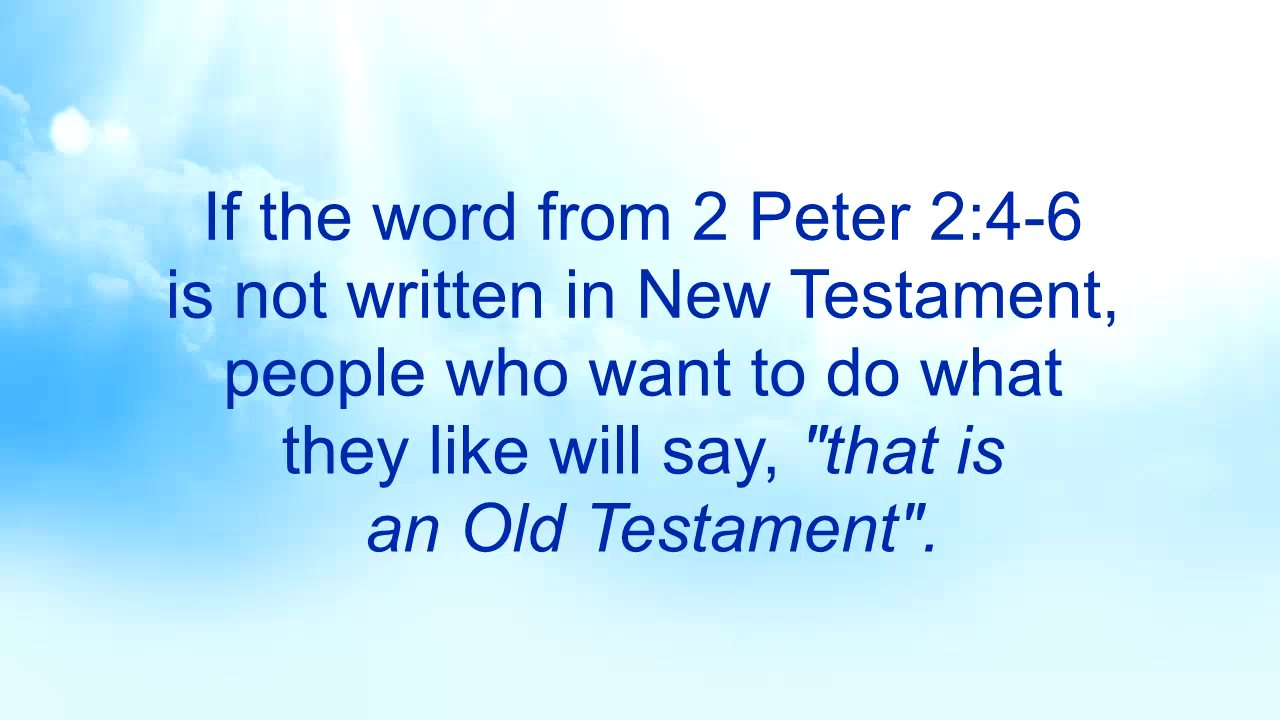 If the word from 2 Peter 2:4-6
is not written in New Testament,
people who want to do what
they like will say, "that is
an Old Testament".